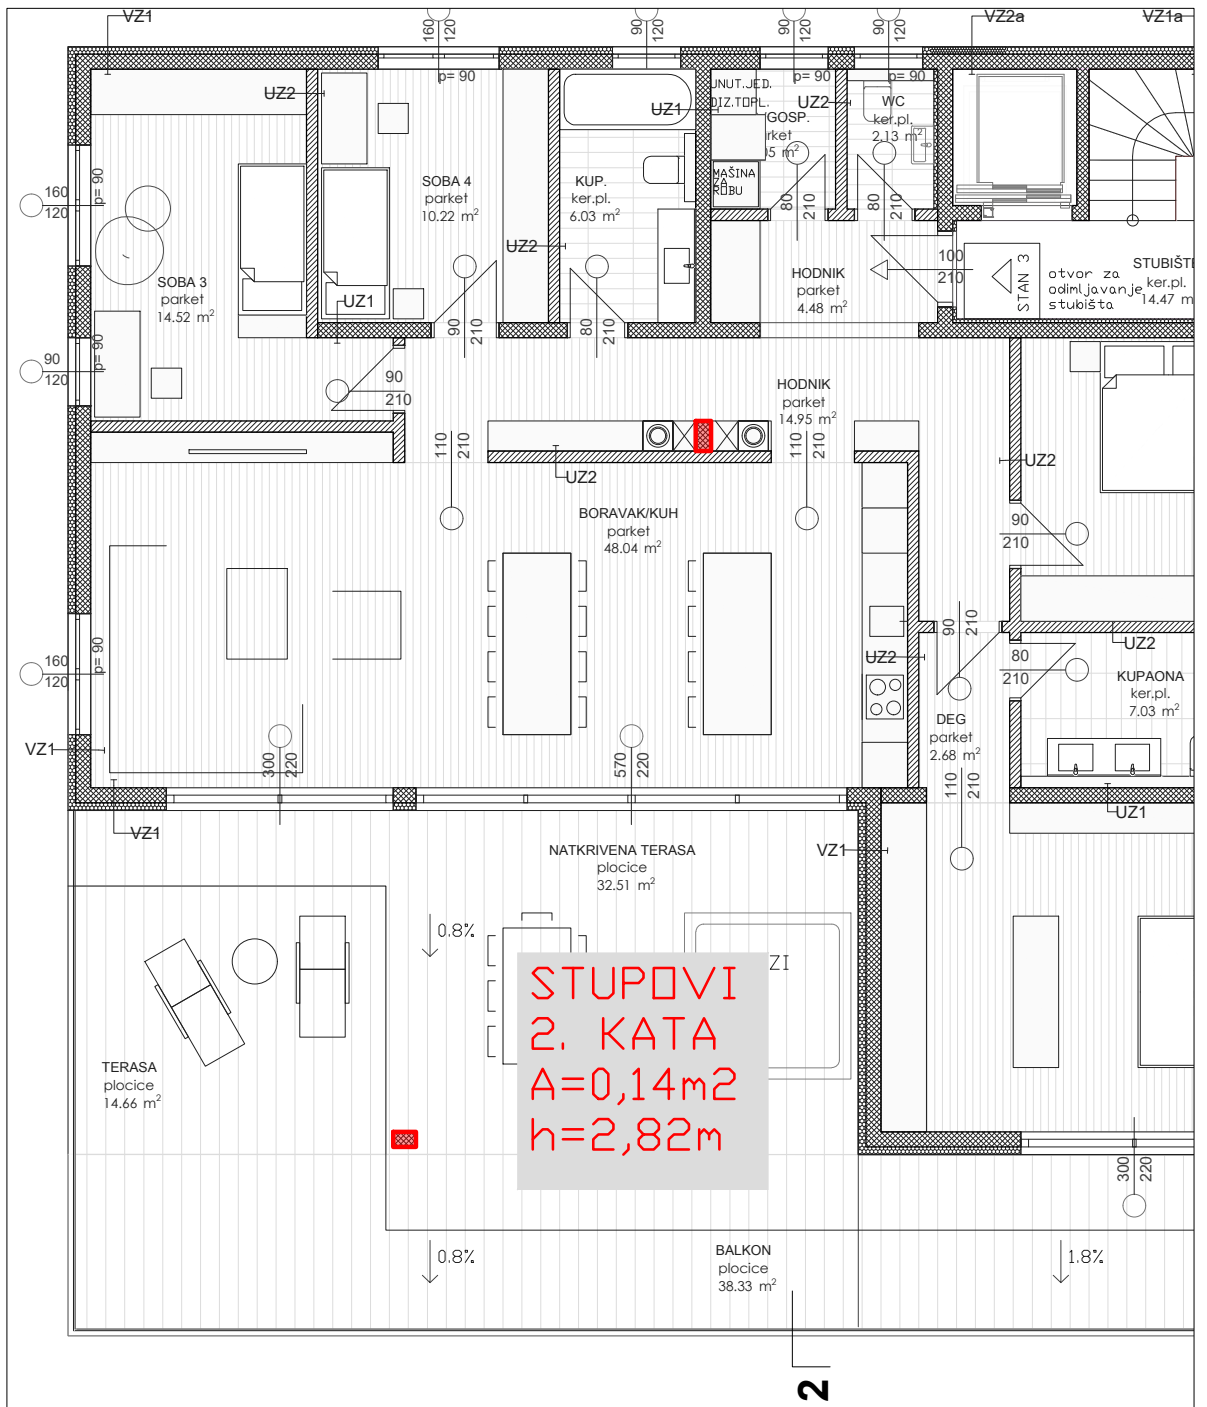 VZ1
VZ2a
VZ1a
160
120
90
120
90
120
90
120
p= 90
p= 90
p= 90
UZ2
UZ1
UZ2
UNUT.JED.
DIZ.TOPL.
GOSP.
MAŠINA
ZA
RUBU
WC
ker.pl.
2.13 m²
SOBA 4
parket
10.22 m²
KUP.
ker.pl.
6.03 m²
160
120
p= 90
80
210
80
210
UZ2
SOBA 3
parket
14.52 m²
UZ1
HODNIK
parket
4.48 m²
100
210
STAN 3
otvor za
odimljavanje
stubišta
STUBIŠTE
ker.pl.
14.47 m
90
210
80
210
90
120
p= 90
90
210
HODNIK
parket
14.95 m²
110
210
110
210
UZ2
UZ2
BORAVAK/KUH
parket
48.04 m²
90
210
90
210
160
120
p= 90
UZ2
UZ2
80
210
KUPAONA
ker.pl.
7.03 m²
DEG
parket
2.68 m²
VZ1
300
220
570
220
110
210
VZ1
UZ1
VZ1
NATKRIVENA TERASA
plocice
32.51 m²
0.8%
ZI
STUPOVI
2. KATA
A=0,14m2
h=2,82m
TERASA
plocice
14.66 m²
300
220
0.8%
BALKON
plocice
38.33 m²
1.8%
2